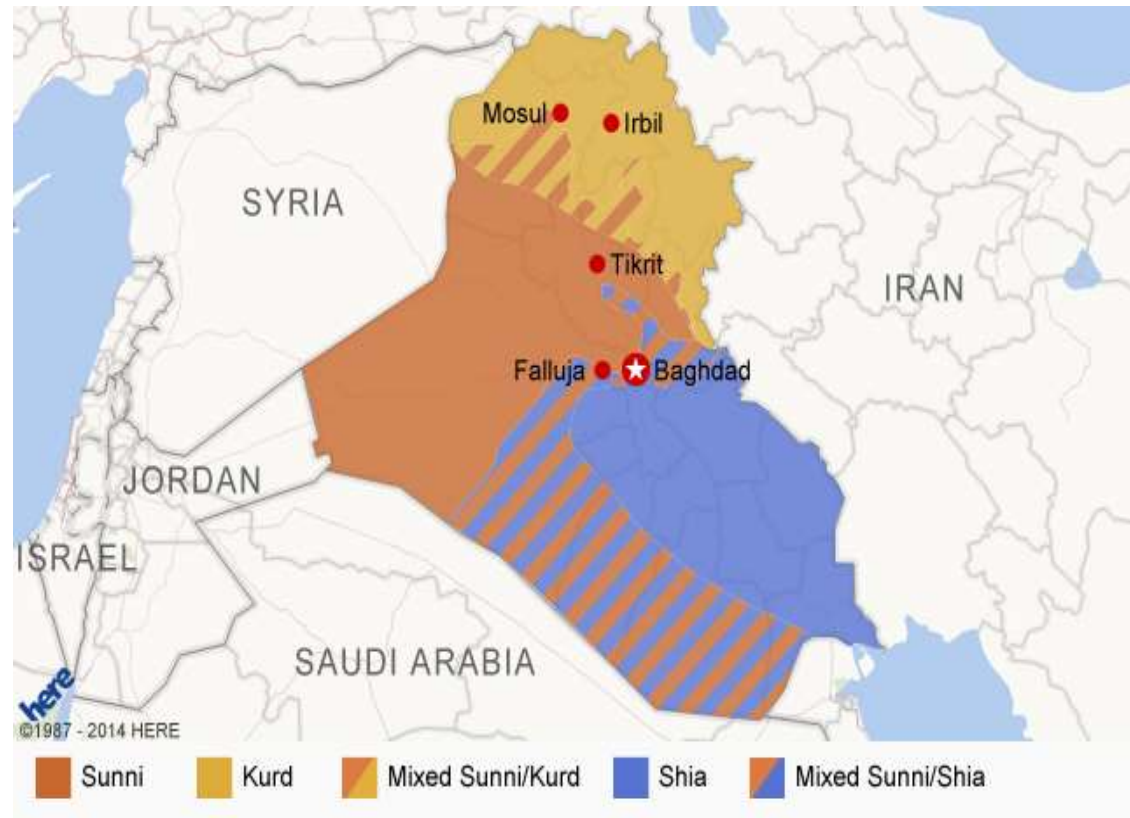 Mosul
Irbil
SYRIA
Tikrit
IRAN
Falluja
Baghdad
JORDAN
ISRAEL
SAUDI ARABIA
here
©1987 - 2014 HERE
Sunni
Kurd
Mixed Sunni/Kurd
Shia
Mixed Sunni/Shia